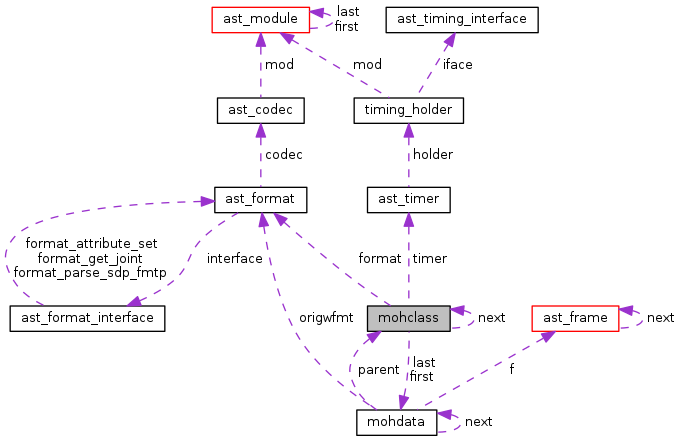 ast_module
last
first
ast_timing_interface
mod
mod
iface
ast_codec
timing_holder
codec
holder
ast_format
ast_timer
format_attribute_set
format_get_joint
format_parse_sdp_fmtp
interface
format
timer
ast_format_interface
origwfmt
mohclass
next
ast_frame
next
parent
last
first
f
mohdata
next